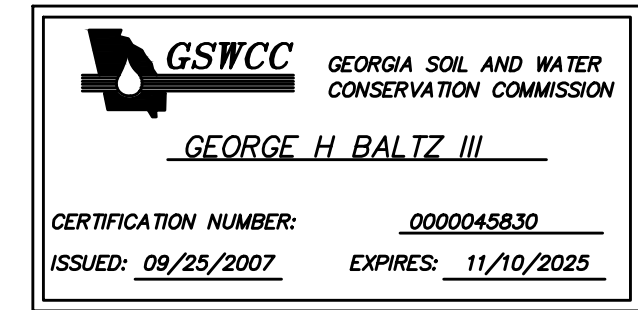 GSWCC
GEORGIA SOIL AND WATER
CONSERVATION COMMISSION
GEORGE H BALTZ III
CERTIFICATION NUMBER: 0000045830
ISSUED: 09/25/2007 EXPIRES: 11/10/2025